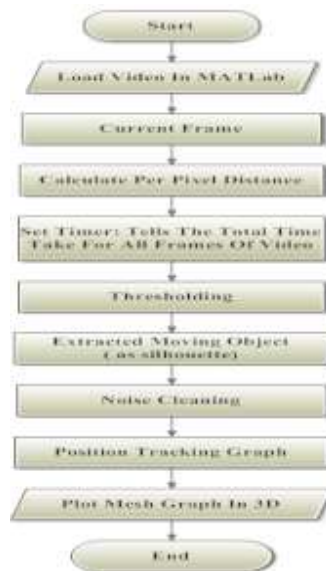 Start
Load Video In MATLab
Current Frame
Calculate Per Pixel Distance
Set Timer: Tells The Total Time
Take For All Frames Of Video
Thresholding
Extracted Moving Object
( as silhouette)
Noise Cleaning
Position Tracking Graph
Plot Mesh Graph In 3D
End